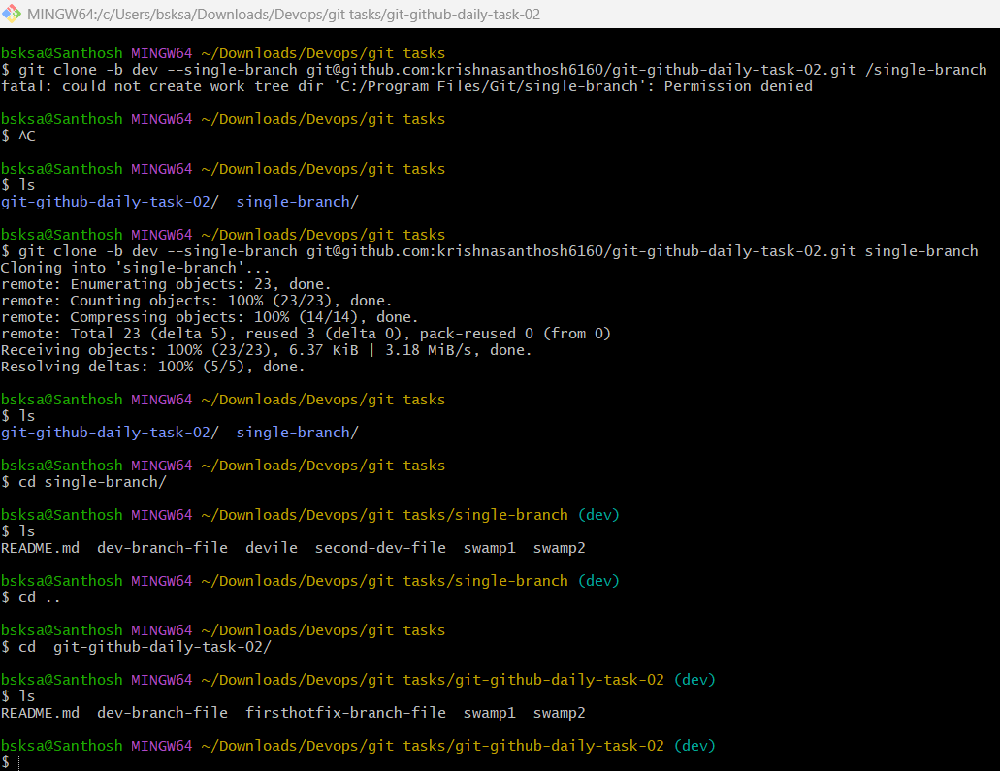 MINGW64:/c/Users/bsksa/Downloads/Devops/git tasks/git-github-daily-task-02
bsksa@Santhosh MINGW64 ~/Downloads/Devops/git tasks
$ git clone -b dev --single-branch git@github.com:krishnasanthosh6160/git-github-daily-task-02.git /single-branch
fatal: could not create work tree dir 'C:/Program Files/Git/single-branch': Permission denied
bsksa@Santhosh MINGW64 ~/Downloads/Devops/git tasks
$ ^C
bsksa@Santhosh MINGW64 ~/Downloads/Devops/git tasks
$ ls
git-github-daily-task-02/  single-branch/
bsksa@Santhosh MINGW64 ~/Downloads/Devops/git tasks
$ git clone -b dev --single-branch git@github.com:krishnasanthosh6160/git-github-daily-task-02.git single-branch
Cloning into 'single-branch'...
remote: Enumerating objects: 23, done.
remote: Counting objects: 100% (23/23), done.
remote: Compressing objects: 100% (14/14), done.
remote: Total 23 (delta 5), reused 3 (delta 0), pack-reused 0 (from 0)
Receiving objects: 100% (23/23), 6.37 KiB | 3.18 MiB/s, done.
Resolving deltas: 100% (5/5), done.
bsksa@Santhosh MINGW64 ~/Downloads/Devops/git tasks
$ ls
git-github-daily-task-02/  single-branch/
bsksa@Santhosh MINGW64 ~/Downloads/Devops/git tasks
$ cd single-branch/
bsksa@Santhosh MINGW64 ~/Downloads/Devops/git tasks/single-branch (dev)
$ ls
README.md  dev-branch-file  devile  second-dev-file  swamp1  swamp2
bsksa@Santhosh MINGW64 ~/Downloads/Devops/git tasks/single-branch (dev)
$ cd ..
bsksa@Santhosh MINGW64 ~/Downloads/Devops/git tasks
$ cd  git-github-daily-task-02/
bsksa@Santhosh MINGW64 ~/Downloads/Devops/git tasks/git-github-daily-task-02 (dev)
$ ls
README.md  dev-branch-file  firsthotfix-branch-file  swamp1  swamp2
bsksa@Santhosh MINGW64 ~/Downloads/Devops/git tasks/git-github-daily-task-02 (dev)
$